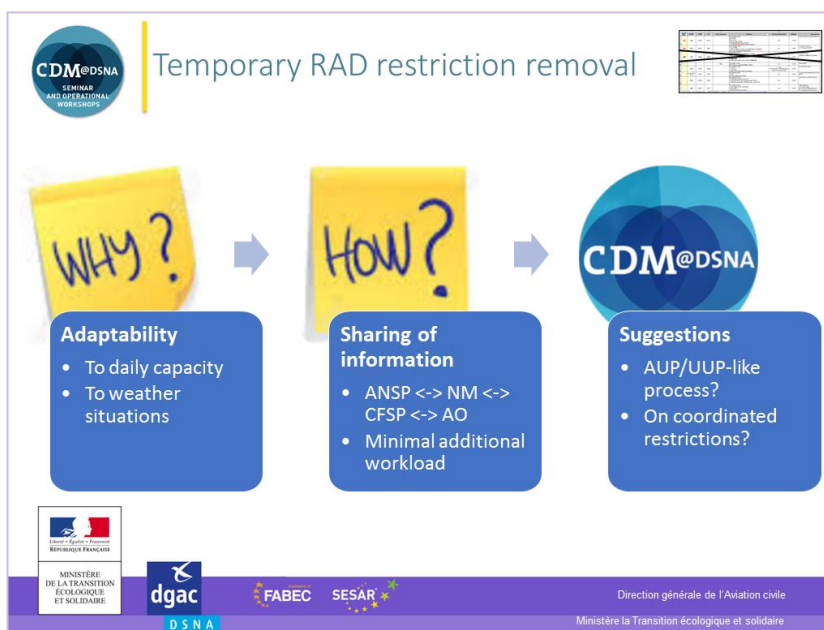 CDM@DSNA
SEMINAR
AND OPERATIONAL
WORKSHOPS
Temporary RAD restriction removal
WHY?
HOW?
CDM@DSNA
Adaptability
• To daily capacity
• To weather
situations
Sharing of
information
• ANSP <-> NM <->
CFSP <-> AO
• Minimal additional
workload
Suggestions
• AUP/UUP-like
process?
• On coordinated
restrictions?
Liberté • Égalité • Fraternité
RÉPUBLIQUE FRANÇAISE
MINISTÈRE
DE LA TRANSITION
ÉCOLOGIQUE
ET SOLIDAIRE
dgac
DSNA
FABEC
SESAR
Direction générale de l'Aviation civile
Ministère la Transition écologique et solidaire